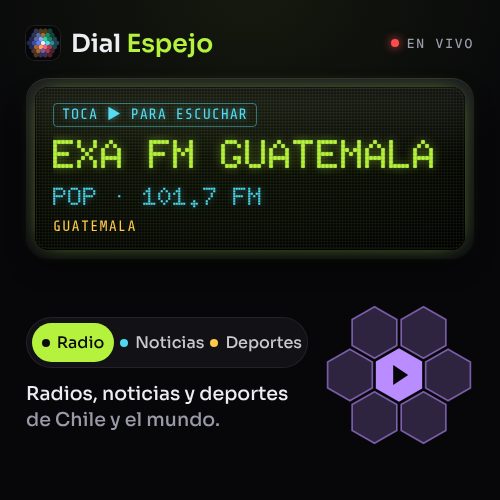 Dial Espejo
EN VIVO
TOCA ▶ PARA ESCUCHAR
EXA FM GUATEMALA
POP · 101.7 FM
GUATEMALA
Radio
Noticias
Deportes
Radios, noticias y deportes
de Chile y el mundo.